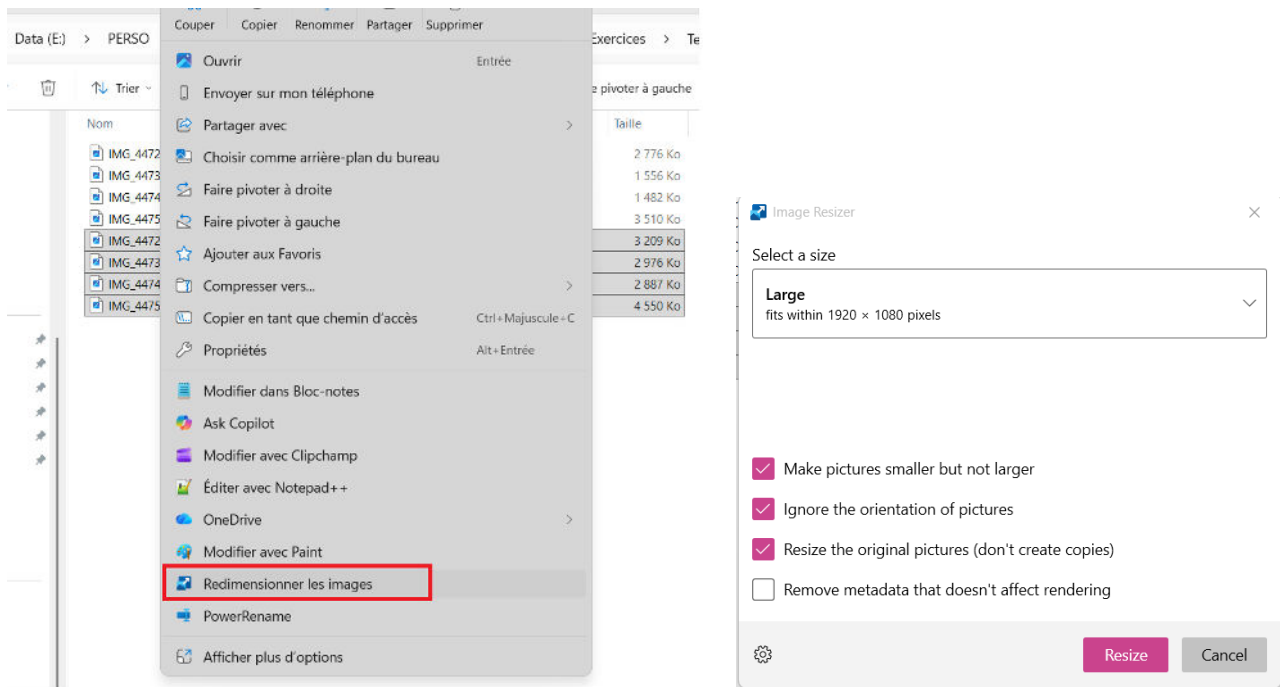 Couper Copier Renommer Partager Supprimer
Data (E:) > PERSO
Exercices > Te
Trier
e pivoter à gauche
Nom
Taille
IMG_4472 2 776 Ko
IMG_4473 1 556 Ko
IMG_4474 1 482 Ko
IMG_4475 3 510 Ko
IMG_4472 3 209 Ko
IMG_4473 2 976 Ko
IMG_4474 2 887 Ko
IMG_4475 4 550 Ko
Ouvrir Entrée
Envoyer sur mon téléphone
Partager avec
Choisir comme arrière-plan du bureau
Faire pivoter à droite
Faire pivoter à gauche
Ajouter aux Favoris
Compresser vers...
Copier en tant que chemin d'accès Ctrl+Majuscule+C
Propriétés Alt+Entrée
Modifier dans Bloc-notes
Ask Copilot
Modifier avec Clipchamp
Éditer avec Notepad++
OneDrive
Modifier avec Paint
Redimensionner les images
PowerRename
Afficher plus d'options
Image Resizer
Select a size
Large
fits within 1920 × 1080 pixels
Make pictures smaller but not larger
Ignore the orientation of pictures
Resize the original pictures (don't create copies)
Remove metadata that doesn't affect rendering
Resize Cancel